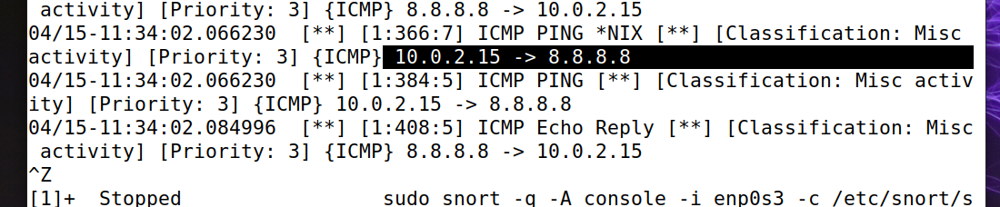 activity] [Priority: 3] {ICMP} 8.8.8.8 -> 10.0.2.15
04/15-11:34:02.066230  [**] [1:366:7] ICMP PING *NIX [**] [Classification: Misc
activity] [Priority: 3] {ICMP} 10.0.2.15 -> 8.8.8.8
04/15-11:34:02.066230  [**] [1:384:5] ICMP PING [**] [Classification: Misc activ
ity] [Priority: 3] {ICMP} 10.0.2.15 -> 8.8.8.8
04/15-11:34:02.084996  [**] [1:408:5] ICMP Echo Reply [**] [Classification: Misc
 activity] [Priority: 3] {ICMP} 8.8.8.8 -> 10.0.2.15
^Z
[1]+  Stopped                 sudo snort -q -A console -i enp0s3 -c /etc/snort/s